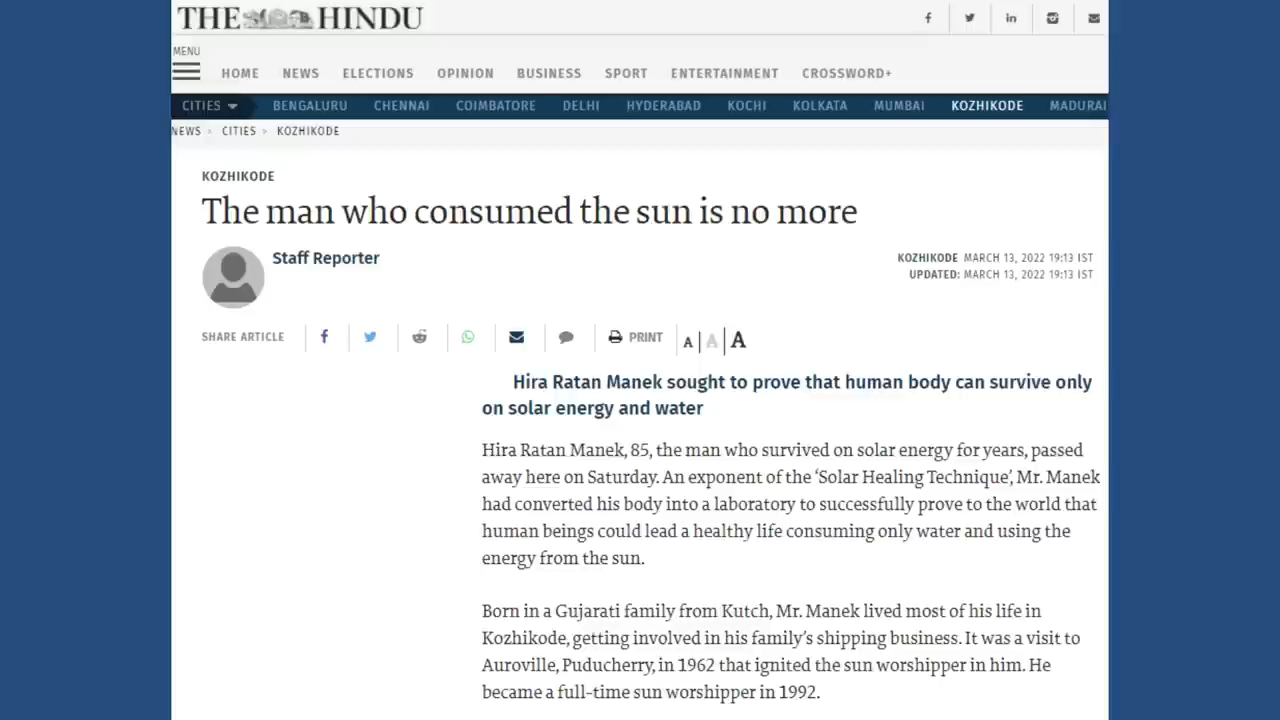 THE HINDU
MENU
HOME NEWS ELECTIONS OPINION BUSINESS SPORT ENTERTAINMENT CROSSWORD+
CITIES BENGALURU CHENNAI COIMBATORE DELHI HYDERABAD KOCHI KOLKATA MUMBAI KOZHIKODE MADURAI
NEWS CITIES KOZHIKODE
KOZHIKODE
The man who consumed the sun is no more
Staff Reporter
KOZHIKODE MARCH 13, 2022 19:13 IST
UPDATED: MARCH 13, 2022 19:13 IST
SHARE ARTICLE PRINT A A A
Hira Ratan Manek sought to prove that human body can survive only
on solar energy and water
Hira Ratan Manek, 85, the man who survived on solar energy for years, passed
away here on Saturday. An exponent of the ‘Solar Healing Technique’, Mr. Manek
had converted his body into a laboratory to successfully prove to the world that
human beings could lead a healthy life consuming only water and using the
energy from the sun.
Born in a Gujarati family from Kutch, Mr. Manek lived most of his life in
Kozhikode, getting involved in his family’s shipping business. It was a visit to
Auroville, Puducherry, in 1962 that ignited the sun worshipper in him. He
became a full-time sun worshipper in 1992.